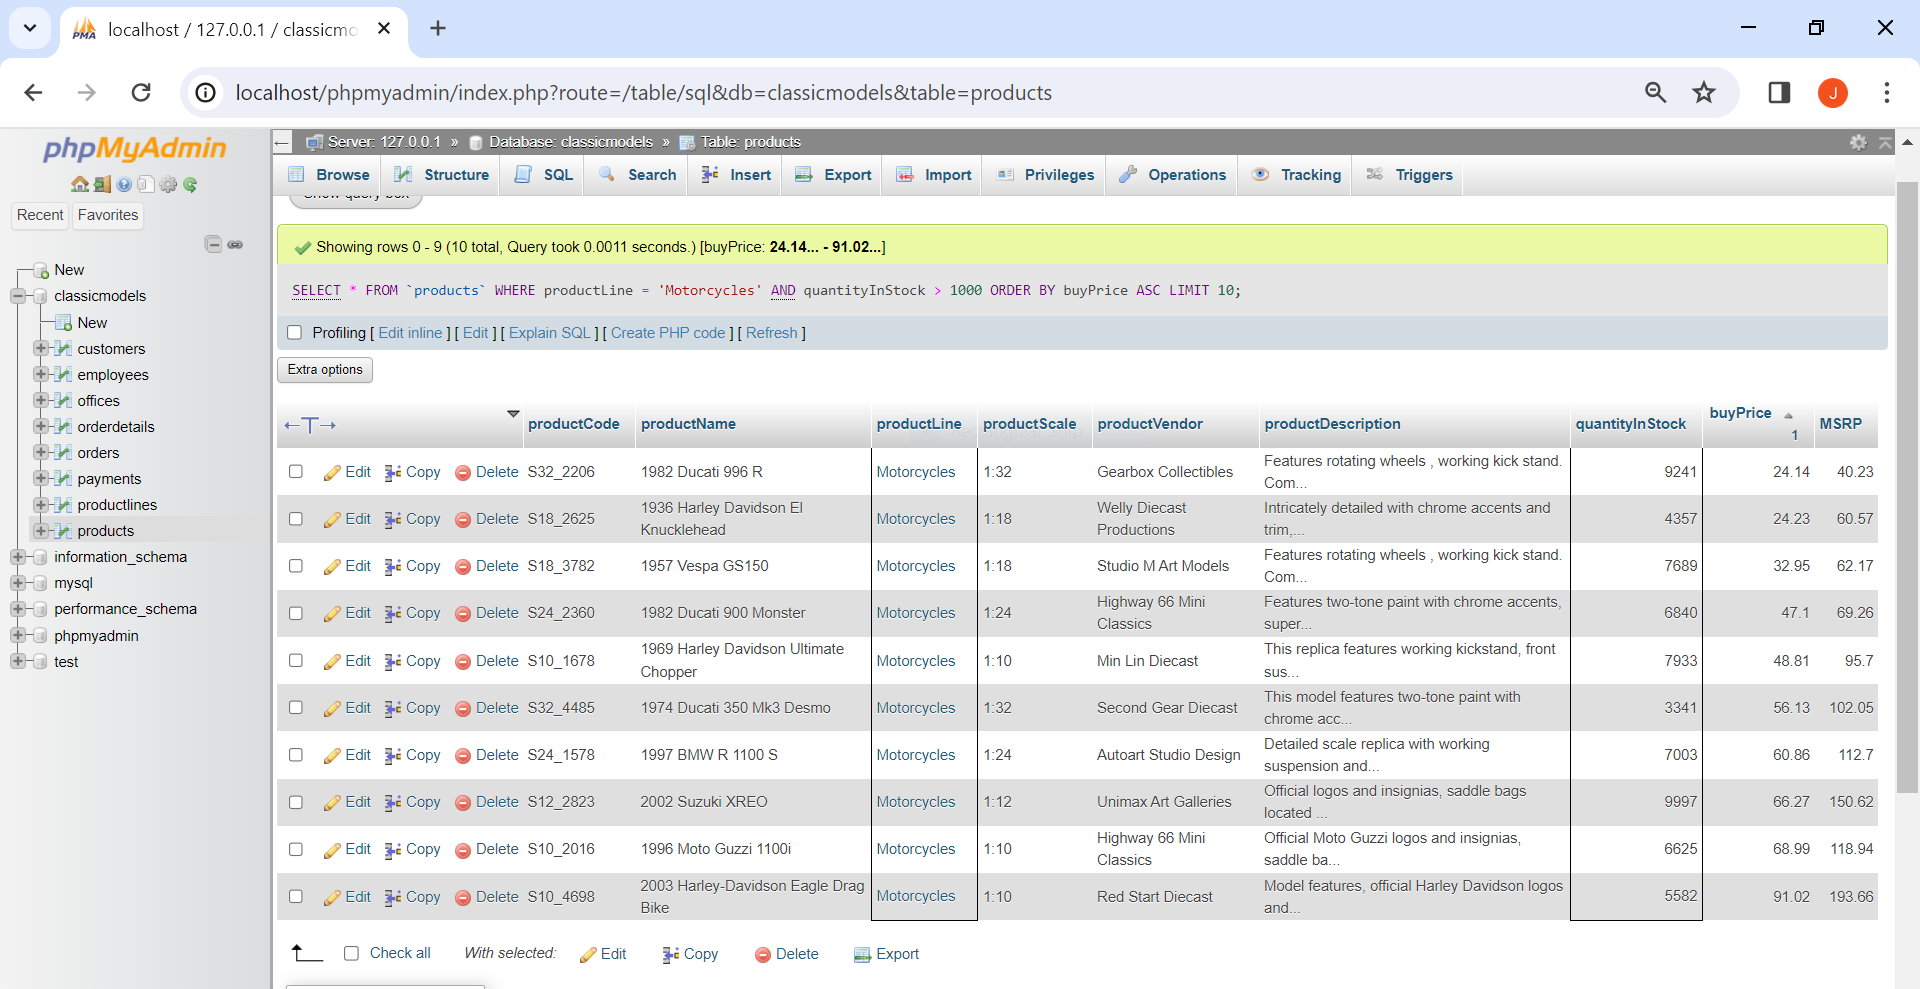 localhost / 127.0.0.1 / classicmo
localhost/phpmyadmin/index.php?route=/table/sql&db=classicmodels&table=products
J
phpMyAdmin
Recent Favorites
New
classicmodels
New
customers
employees
offices
orderdetails
orders
payments
productlines
products
information_schema
mysql
performance_schema
phpmyadmin
test
Server: 127.0.0.1 » Database: classicmodels » Table: products
Browse Structure SQL Search Insert Export Import Privileges Operations Tracking Triggers
Show query box
Showing rows 0 - 9 (10 total, Query took 0.0011 seconds.) [buyPrice: 24.14... - 91.02...]
SELECT * FROM `products` WHERE productLine = 'Motorcycles' AND quantityInStock > 1000 ORDER BY buyPrice ASC LIMIT 10;
Profiling [ Edit inline ] [ Edit ] [ Explain SQL ] [ Create PHP code ] [ Refresh ]
Extra options
←T→ productCode productName productLine productScale productVendor productDescription quantityInStock buyPrice 1 MSRP
Edit Copy Delete S32_2206 1982 Ducati 996 R Motorcycles 1:32 Gearbox Collectibles Features rotating wheels , working kick stand. Com... 9241 24.14 40.23
Edit Copy Delete S18_2625 1936 Harley Davidson El Knucklehead Motorcycles 1:18 Welly Diecast Productions Intricately detailed with chrome accents and trim,... 4357 24.23 60.57
Edit Copy Delete S18_3782 1957 Vespa GS150 Motorcycles 1:18 Studio M Art Models Features rotating wheels , working kick stand. Com... 7689 32.95 62.17
Edit Copy Delete S24_2360 1982 Ducati 900 Monster Motorcycles 1:24 Highway 66 Mini Classics Features two-tone paint with chrome accents, super... 6840 47.1 69.26
Edit Copy Delete S10_1678 1969 Harley Davidson Ultimate Chopper Motorcycles 1:10 Min Lin Diecast This replica features working kickstand, front sus... 7933 48.81 95.7
Edit Copy Delete S32_4485 1974 Ducati 350 Mk3 Desmo Motorcycles 1:32 Second Gear Diecast This model features two-tone paint with chrome acc... 3341 56.13 102.05
Edit Copy Delete S24_1578 1997 BMW R 1100 S Motorcycles 1:24 Autoart Studio Design Detailed scale replica with working suspension and... 7003 60.86 112.7
Edit Copy Delete S12_2823 2002 Suzuki XREO Motorcycles 1:12 Unimax Art Galleries Official logos and insignias, saddle bags located ... 9997 66.27 150.62
Edit Copy Delete S10_2016 1996 Moto Guzzi 1100i Motorcycles 1:10 Highway 66 Mini Classics Official Moto Guzzi logos and insignias, saddle ba... 6625 68.99 118.94
Edit Copy Delete S10_4698 2003 Harley-Davidson Eagle Drag Bike Motorcycles 1:10 Red Start Diecast Model features, official Harley Davidson logos and... 5582 91.02 193.66
Check all With selected: Edit Copy Delete Export